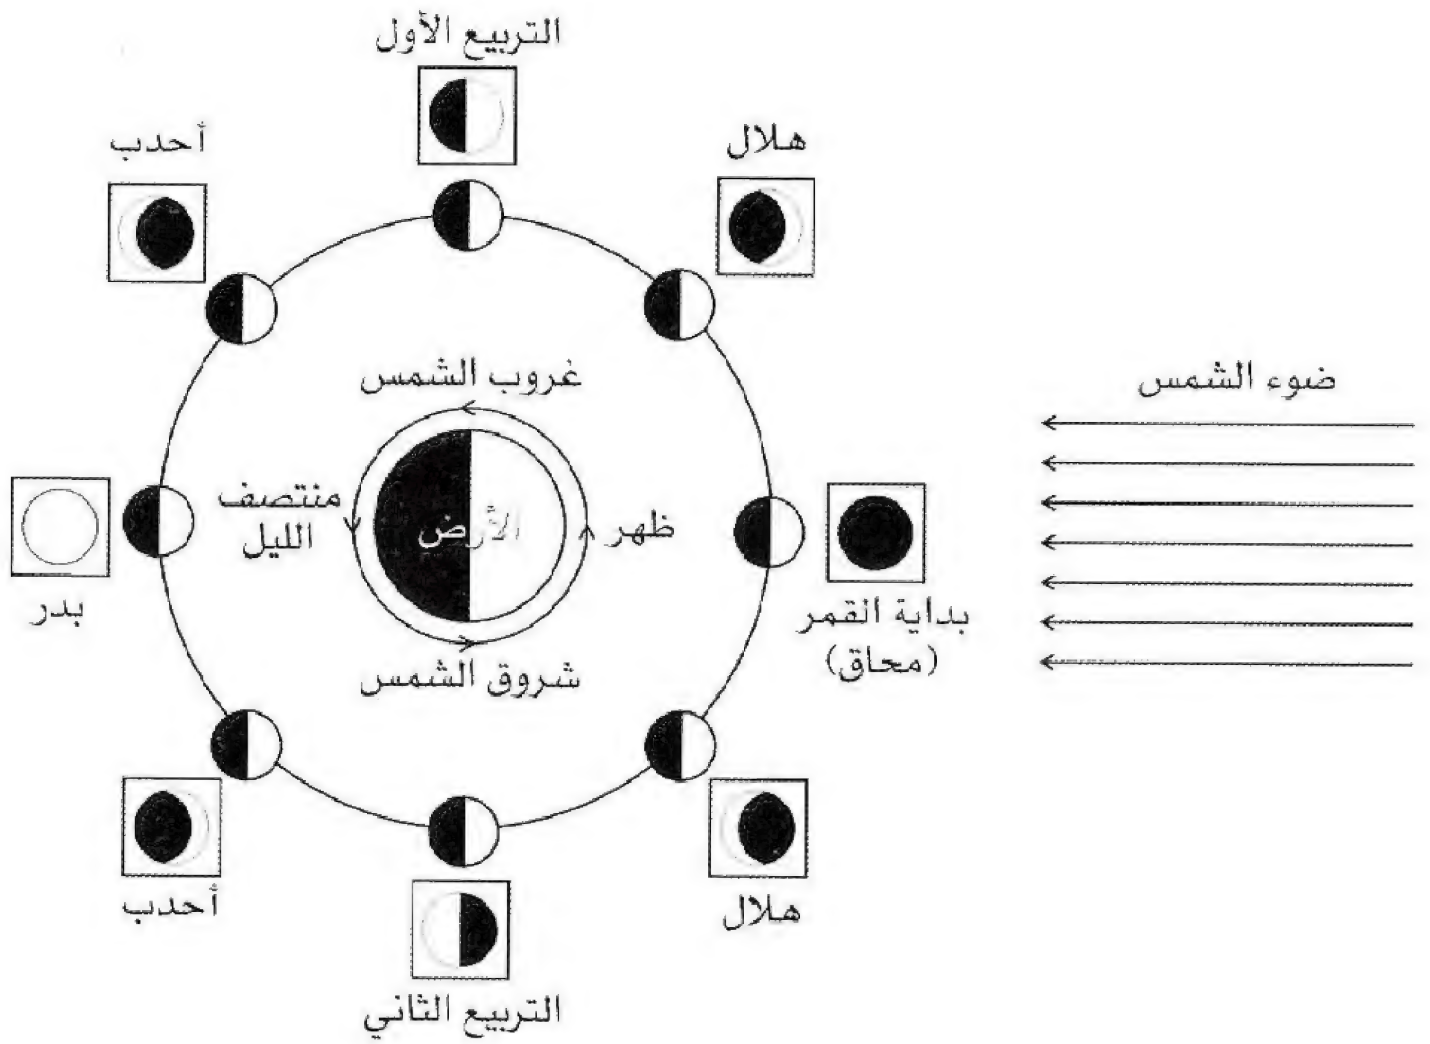 التربيع الأول
أحدب
هلال
غروب الشمس
ضوء الشمس
منتصف
الليل
الأرض
ظهر
بدر
بداية القمر
(محاق)
شروق الشمس
أحدب
هلال
التربيع الثاني